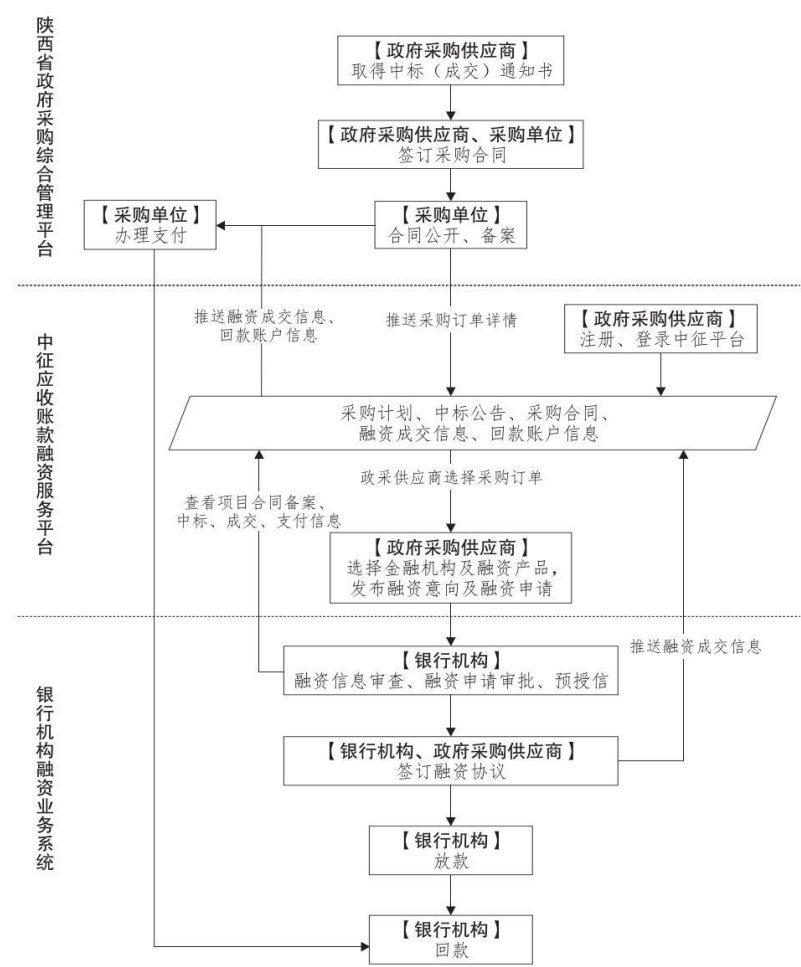 陕西省政府采购综合管理平台
【政府采购供应商】
取得中标（成交）通知书
【政府采购供应商、采购单位】
签订采购合同
【采购单位】
办理支付
【采购单位】
合同公开、备案
中征应收账款融资服务平台
推送融资成交信息、
回款账户信息
推送采购订单详情
【政府采购供应商】
注册、登录中征平台
采购计划、中标公告、采购合同、
融资成交信息、回款账户信息
政采供应商选择采购订单
查看项目合同备案、
中标、成交、支付信息
【政府采购供应商】
选择金融机构及融资产品，
发布融资意向及融资申请
银行机构融资业务系统
推送融资成交信息
【银行机构】
融资信息审查、融资申请审批、预授信
【银行机构、政府采购供应商】
签订融资协议
【银行机构】
放款
【银行机构】
回款